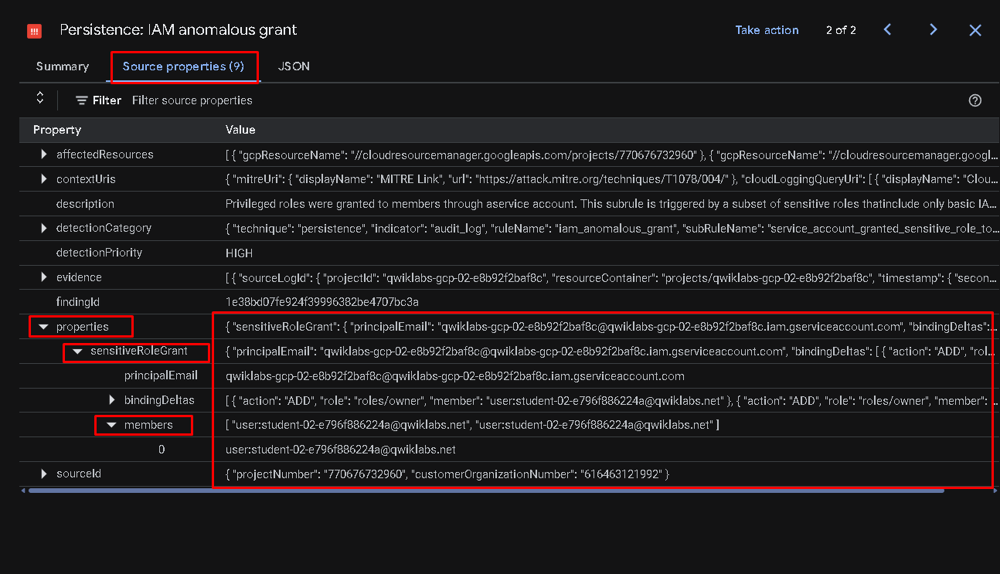 Persistence: IAM anomalous grant
Take action 2 of 2
Summary Source properties (9) JSON
Filter Filter source properties
Property Value
affectedResources [ { "gcpResourceName": "//cloudresourcemanager.googleapis.com/projects/770676732960" }, { "gcpResourceName": "//cloudresourcemanager.googl...
contextUris { "mitreUri": { "displayName": "MITRE Link", "url": "https://attack.mitre.org/techniques/T1078/004/" }, "cloudLoggingQueryUri": [ { "displayName": "Clou...
description Privileged roles were granted to members through aservice account. This subrule is triggered by a subset of sensitive roles thatinclude only basic IA...
detectionCategory { "technique": "persistence", "indicator": "audit_log", "ruleName": "iam_anomalous_grant", "subRuleName": "service_account_granted_sensitive_role_to...
detectionPriority HIGH
evidence [ { "sourceLogId": { "projectId": "qwiklabs-gcp-02-e8b92f2baf8c", "resourceContainer": "projects/qwiklabs-gcp-02-e8b92f2baf8c", "timestamp": { "secon...
findingId 1e38bd07fe924f39996382be4707bc3a
properties { "sensitiveRoleGrant": { "principalEmail": "qwiklabs-gcp-02-e8b92f2baf8c@qwiklabs-gcp-02-e8b92f2baf8c.iam.gserviceaccount.com", "bindingDeltas":...
sensitiveRoleGrant { "principalEmail": "qwiklabs-gcp-02-e8b92f2baf8c@qwiklabs-gcp-02-e8b92f2baf8c.iam.gserviceaccount.com", "bindingDeltas": [ { "action": "ADD", "rol...
principalEmail qwiklabs-gcp-02-e8b92f2baf8c@qwiklabs-gcp-02-e8b92f2baf8c.iam.gserviceaccount.com
bindingDeltas [ { "action": "ADD", "role": "roles/owner", "member": "user:student-02-e796f886224a@qwiklabs.net" }, { "action": "ADD", "role": "roles/owner", "member": ...
members [ "user:student-02-e796f886224a@qwiklabs.net", "user:student-02-e796f886224a@qwiklabs.net" ]
0 user:student-02-e796f886224a@qwiklabs.net
sourceId { "projectNumber": "770676732960", "customerOrganizationNumber": "616463121992" }